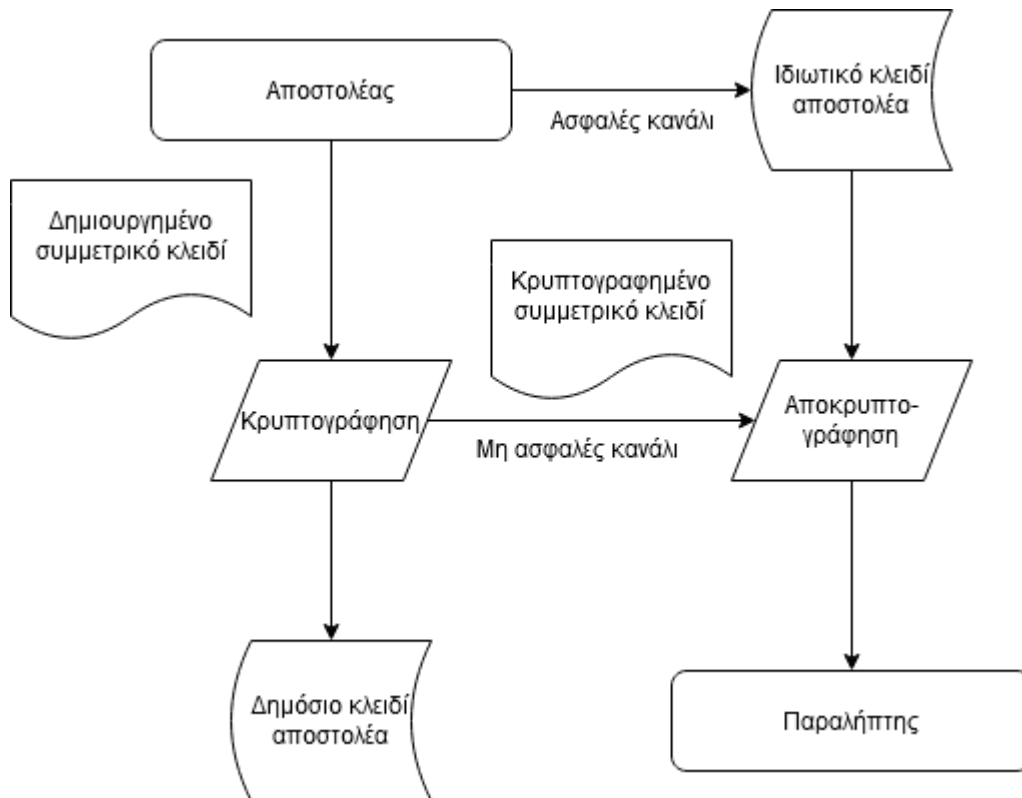 Αποστολέας
Ασφαλές κανάλι
Ιδιωτικό κλειδί
αποστολέα
Δημιουργημένο
συμμετρικό κλειδί
Κρυπτογραφημένο
συμμετρικό κλειδί
Κρυπτογράφηση
Μη ασφαλές κανάλι
Αποκρυπτο-
γράφηση
Δημόσιο κλειδί
αποστολέα
Παραλήπτης